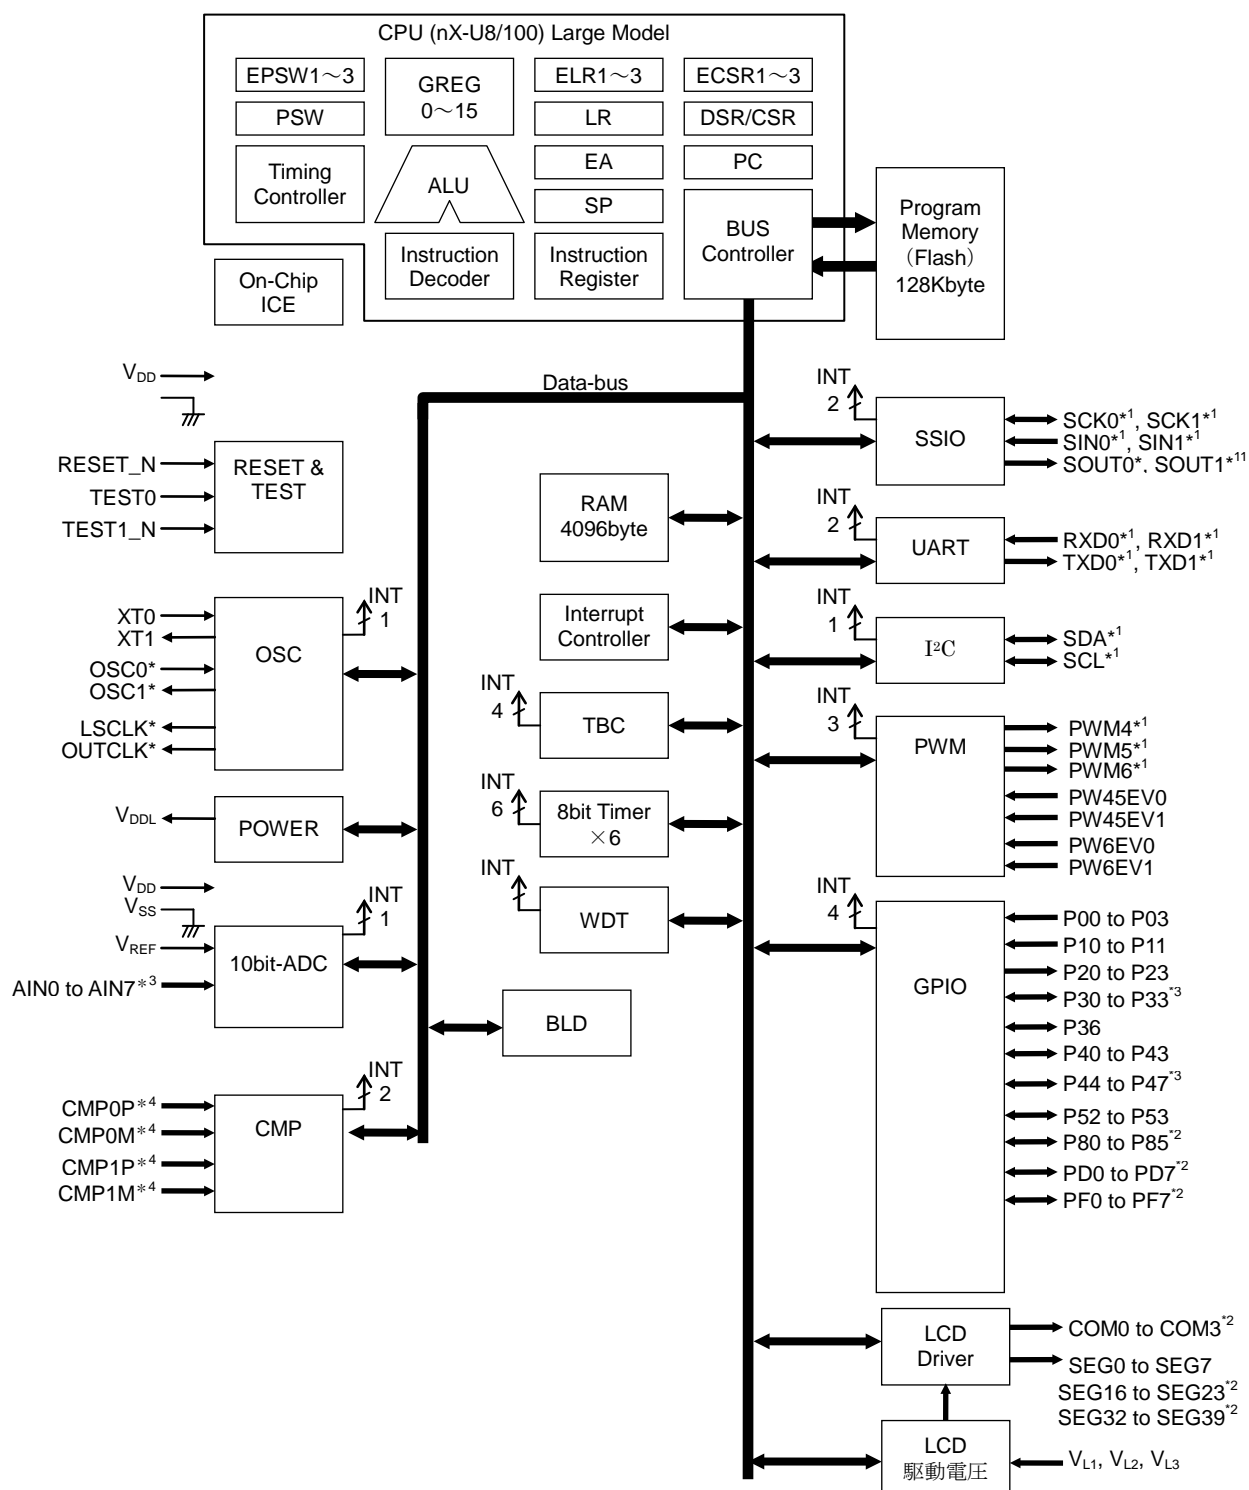 CPU (nX-U8/100) Large Model
EPSW1～3
GREG
0～15
ELR1～3
ECSR1～3
PSW
LR
DSR/CSR
Timing
Controller
ALU
EA
PC
SP
BUS
Controller
Instruction
Decoder
Instruction
Register
Program
Memory
（Flash）
128Kbyte
On-Chip
ICE
VDD
Data-bus
RESET_N
TEST0
TEST1_N
RESET &
TEST
XT0
XT1
OSC0*
OSC1*
LSCLK*
OUTCLK*
OSC
INT
1
VDDL
POWER
VDD
VSS
VREF
AIN0 to AIN7*3
10bit-ADC
INT
1
CMP0P*4
CMP0M*4
CMP1P*4
CMP1M*4
CMP
INT
2
RAM
4096byte
Interrupt
Controller
INT
4
TBC
INT
6
8bit Timer
×6
INT
WDT
BLD
INT
2
SSIO
SCK0*1, SCK1*1
SIN0*1, SIN1*1
SOUT0*, SOUT1*11
INT
2
UART
RXD0*1, RXD1*1
TXD0*1, TXD1*1
INT
1
I2C
SDA*1
SCL*1
INT
3
PWM
PWM4*1
PWM5*1
PWM6*1
PW45EV0
PW45EV1
PW6EV0
PW6EV1
INT
4
GPIO
P00 to P03
P10 to P11
P20 to P23
P30 to P33*3
P36
P40 to P43
P44 to P47*3
P52 to P53
P80 to P85*2
PD0 to PD7*2
PF0 to PF7*2
LCD
Driver
COM0 to COM3*2
SEG0 to SEG7
SEG16 to SEG23*2
SEG32 to SEG39*2
LCD
駆動電圧
VL1, VL2, VL3